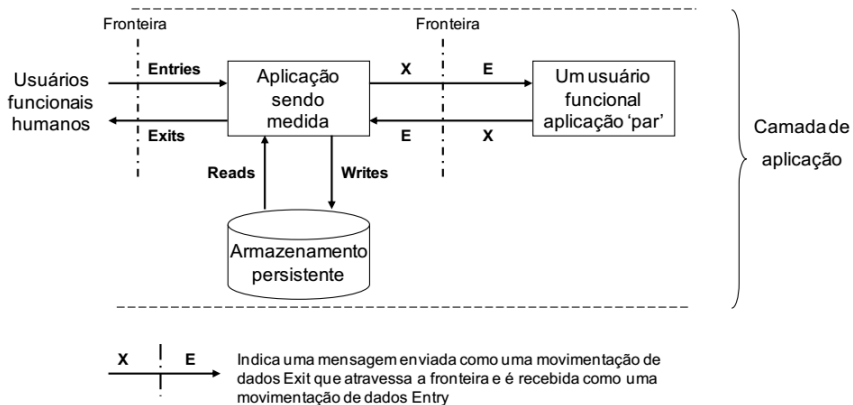 Fronteira
Fronteira
Usuários
funcionais
humanos
Entries
Exits
Aplicação
sendo
medida
X
E
E
X
Um usuário
funcional
aplicação ‘par’
Camada de
aplicação
Reads
Writes
Armazenamento
persistente
X
E
Indica uma mensagem enviada como uma movimentação de
dados Exit que atravessa a fronteira e é recebida como uma
movimentação de dados Entry